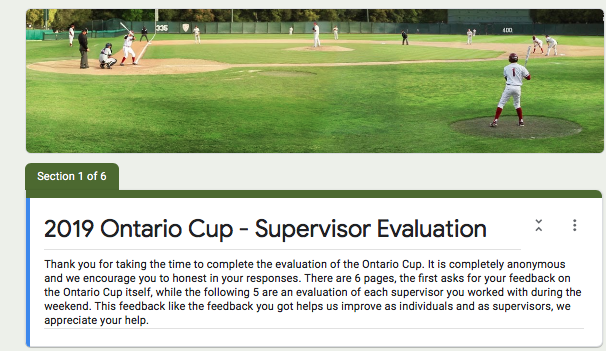 335
400
1
Section 1 of 6
2019 Ontario Cup - Supervisor Evaluation
Thank you for taking the time to complete the evaluation of the Ontario Cup. It is completely anonymous
and we encourage you to honest in your responses. There are 6 pages, the first asks for your feedback on
the Ontario Cup itself, while the following 5 are an evaluation of each supervisor you worked with during the
weekend. This feedback like the feedback you got helps us improve as individuals and as supervisors, we
appreciate your help.